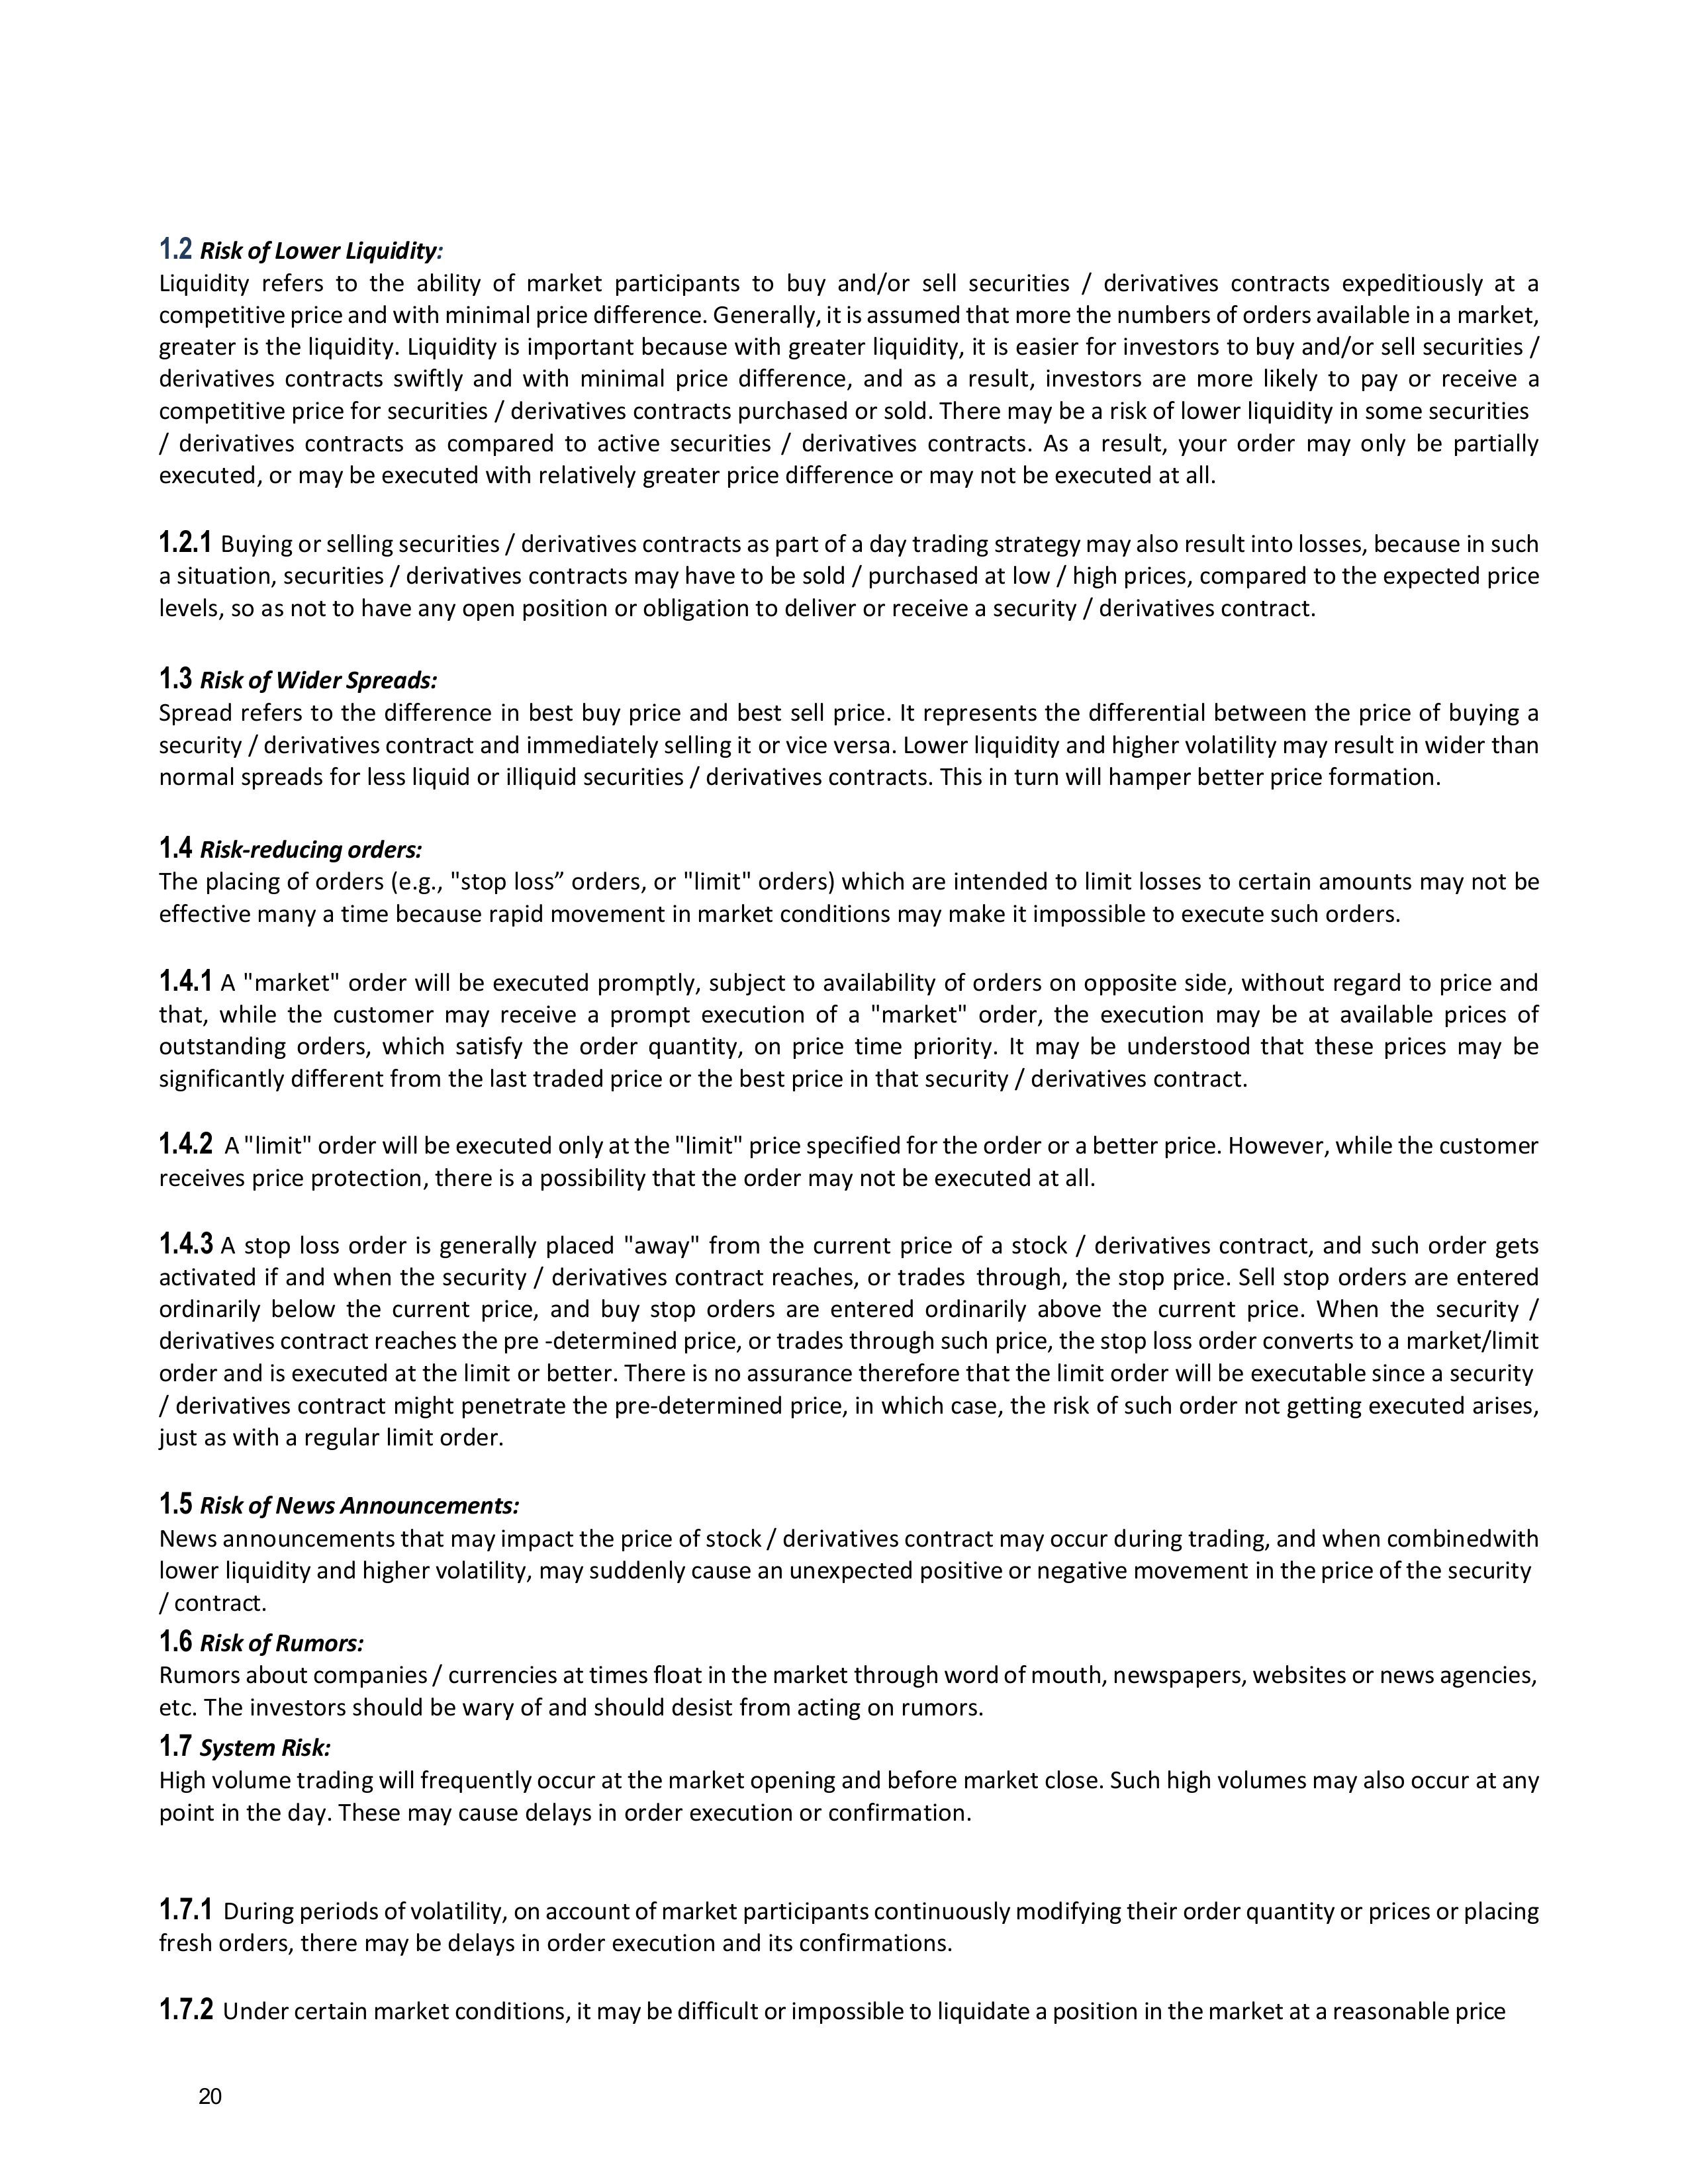 1.2 Risk of Lower Liquidity:
Liquidity refers to the ability of market participants to buy and/or sell securities / derivatives contracts expeditiously at a
competitive price and with minimal price difference. Generally, it is assumed that more the numbers of orders available in a market,
greater is the liquidity. Liquidity is important because with greater liquidity, it is easier for investors to buy and/or sell securities /
derivatives contracts swiftly and with minimal price difference, and as a result, investors are more likely to pay or receive a
competitive price for securities / derivatives contracts purchased or sold. There may be a risk of lower liquidity in some securities
/ derivatives contracts as compared to active securities / derivatives contracts. As a result, your order may only be partially
executed, or may be executed with relatively greater price difference or may not be executed at all.
1.2.1 Buying or selling securities / derivatives contracts as part of a day trading strategy may also result into losses, because in such
a situation, securities / derivatives contracts may have to be sold / purchased at low / high prices, compared to the expected price
levels, so as not to have any open position or obligation to deliver or receive a security / derivatives contract.
1.3 Risk of Wider Spreads:
Spread refers to the difference in best buy price and best sell price. It represents the differential between the price of buying a
security / derivatives contract and immediately selling it or vice versa. Lower liquidity and higher volatility may result in wider than
normal spreads for less liquid or illiquid securities / derivatives contracts. This in turn will hamper better price formation.
1.4 Risk-reducing orders:
The placing of orders (e.g., "stop loss” orders, or "limit" orders) which are intended to limit losses to certain amounts may not be
effective many a time because rapid movement in market conditions may make it impossible to execute such orders.
1.4.1 A "market" order will be executed promptly, subject to availability of orders on opposite side, without regard to price and
that, while the customer may receive a prompt execution of a "market" order, the execution may be at available prices of
outstanding orders, which satisfy the order quantity, on price time priority. It may be understood that these prices may be
significantly different from the last traded price or the best price in that security / derivatives contract.
1.4.2 A "limit" order will be executed only at the "limit" price specified for the order or a better price. However, while the customer
receives price protection, there is a possibility that the order may not be executed at all.
1.4.3 A stop loss order is generally placed "away" from the current price of a stock / derivatives contract, and such order gets
activated if and when the security / derivatives contract reaches, or trades through, the stop price. Sell stop orders are entered
ordinarily below the current price, and buy stop orders are entered ordinarily above the current price. When the security /
derivatives contract reaches the pre -determined price, or trades through such price, the stop loss order converts to a market/limit
order and is executed at the limit or better. There is no assurance therefore that the limit order will be executable since a security
/ derivatives contract might penetrate the pre-determined price, in which case, the risk of such order not getting executed arises,
just as with a regular limit order.
1.5 Risk of News Announcements:
News announcements that may impact the price of stock / derivatives contract may occur during trading, and when combinedwith
lower liquidity and higher volatility, may suddenly cause an unexpected positive or negative movement in the price of the security
/ contract.
1.6 Risk of Rumors:
Rumors about companies / currencies at times float in the market through word of mouth, newspapers, websites or news agencies,
etc. The investors should be wary of and should desist from acting on rumors.
1.7 System Risk:
High volume trading will frequently occur at the market opening and before market close. Such high volumes may also occur at any
point in the day. These may cause delays in order execution or confirmation.
1.7.1 During periods of volatility, on account of market participants continuously modifying their order quantity or prices or placing
fresh orders, there may be delays in order execution and its confirmations.
1.7.2 Under certain market conditions, it may be difficult or impossible to liquidate a position in the market at a reasonable price
20